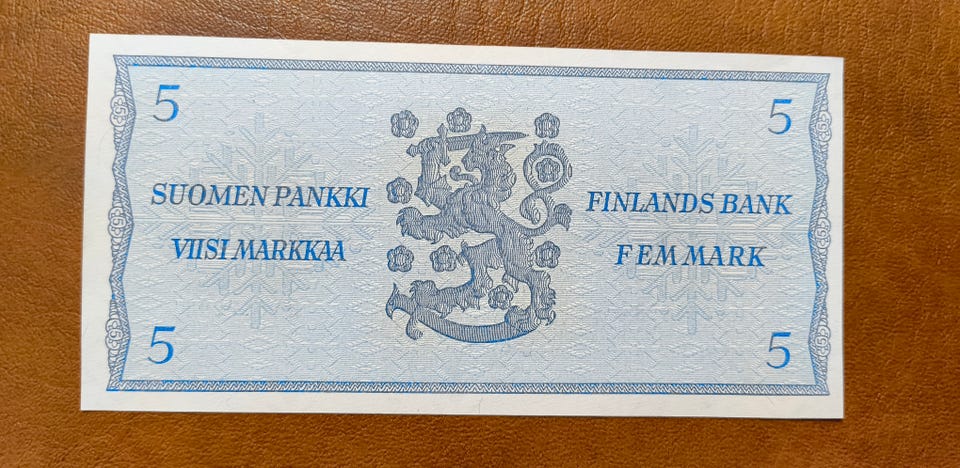 5
5
SUOMEN PANKKI
VIISI MARKKAA
FINLANDS BANK
FEM MARK
5
5